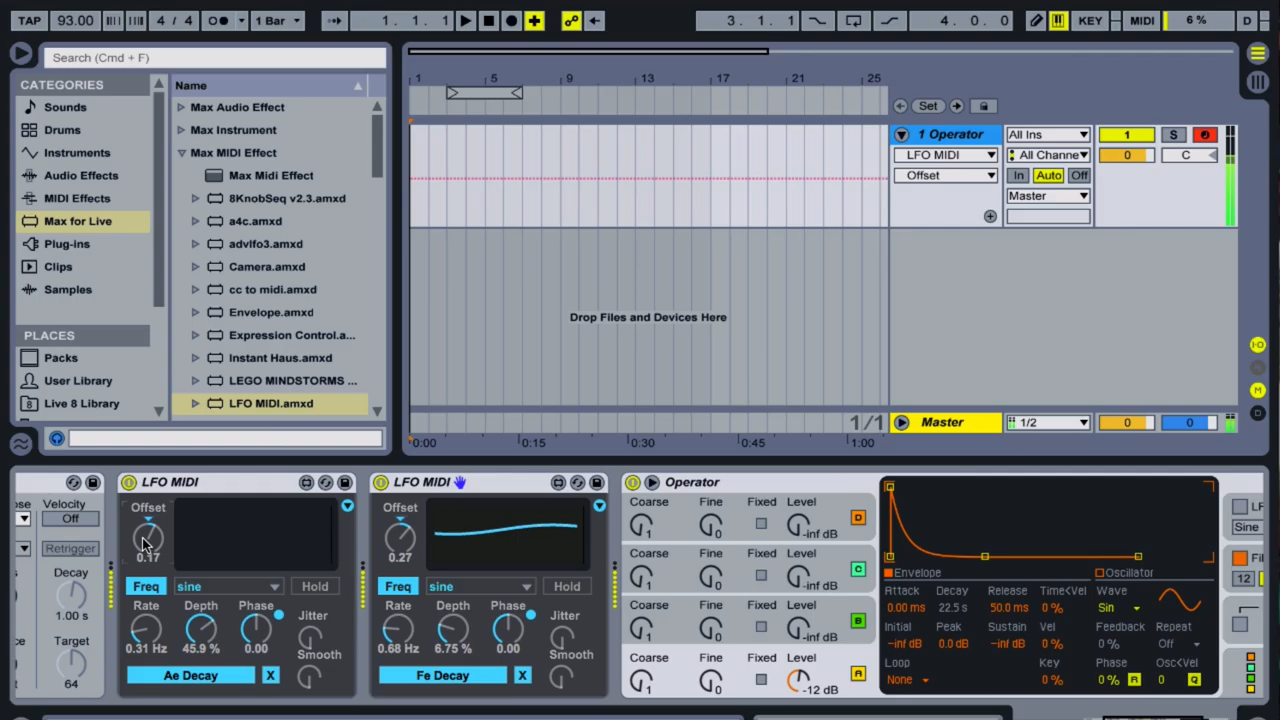 TAP 93.00 4 / 4 1 Bar 1. 1. 1 3. 1. 1 4. 0. 0 KEY MIDI 6 % D
Search (Cmd + F)
CATEGORIES
Sounds
Drums
Instruments
Audio Effects
MIDI Effects
Max for Live
Plug-ins
Clips
Samples
PLACES
Packs
User Library
Live 8 Library
Name
Max Audio Effect
Max Instrument
Max MIDI Effect
Max Midi Effect
8KnobSeq v2.3.amxd
a4c.amxd
advlfo3.amxd
Camera.amxd
cc to midi.amxd
Envelope.amxd
Expression Control.a...
Instant Haus.amxd
LEGO MINDSTORMS ...
LFO MIDI.amxd
1 5 9 13 17 21 25
Set
1 Operator All Ins 1 S
LFO MIDI All Channe 0 C
Offset In Auto Off
Master
Drop Files and Devices Here
1/1 Master 1/2 0 0
0:00 0:15 0:30 0:45 1:00
Velocity
Off
Retrigger
Decay
1.00 s
Target
64
LFO MIDI
Offset
0.17
Freq sine Hold
Rate Depth Phase Jitter
0.31 Hz 45.9 % 0.00 Smooth
Ae Decay X
LFO MIDI
Offset
0.27
Freq sine Hold
Rate Depth Phase Jitter
0.68 Hz 6.75 % 0.00 Smooth
Fe Decay X
Operator
Coarse Fine Fixed Level
1 0 -inf dB D
Coarse Fine Fixed Level
1 0 -inf dB C
Coarse Fine Fixed Level
1 0 -inf dB B
Coarse Fine Fixed Level
1 0 -12 dB A
Envelope Oscillator
Attack Decay Release Time<Vel Wave
0.00 ms 22.5 s 50.0 ms 0 % Sin
Initial Peak Sustain Vel Feedback Repeat
-inf dB 0.0 dB -inf dB 0 % 0 % Off
Loop Key Phase Osc<Vel
None 0 % 0 % R 0 Q
LF
Sine
Fil
12